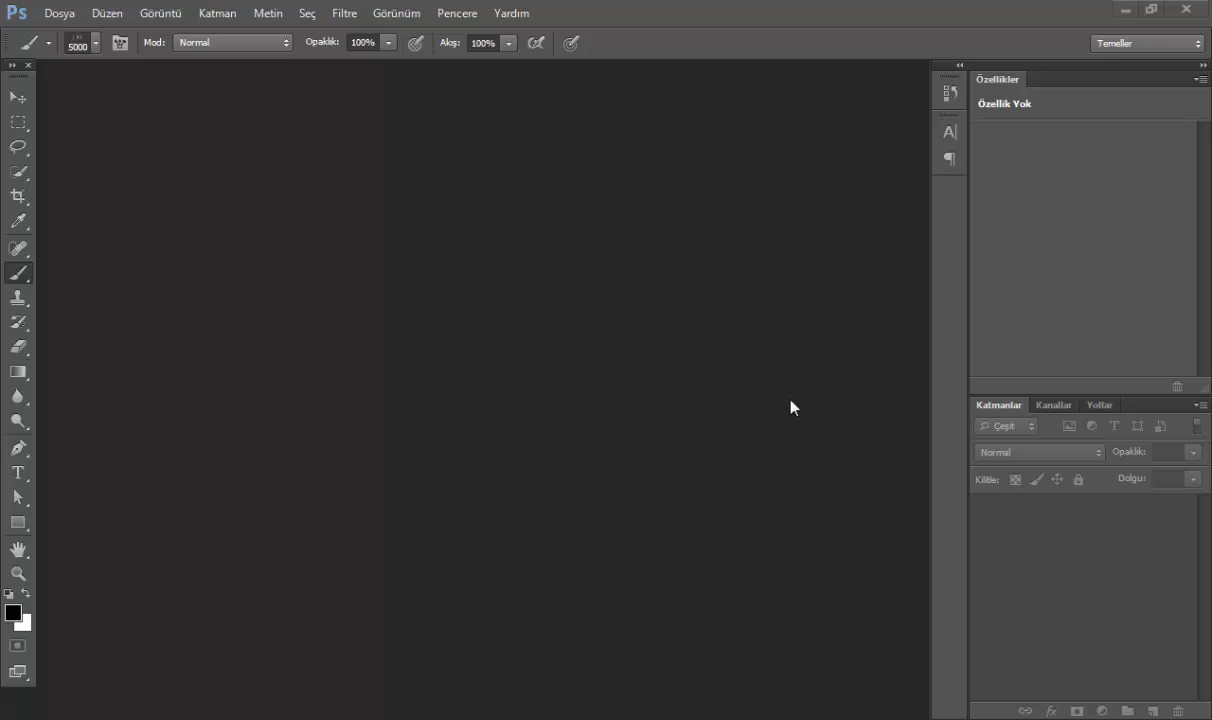 Ps Dosya Düzen Görüntü Katman Metin Seç Filtre Görünüm Pencere Yardım
5000 Mod: Normal Opaklık: 100% Akış: 100% Temeller
Özellikler
Özellik Yok
A
T
Katmanlar Kanallar Yollar
Çeşit T
Normal Opaklık:
Kilitle: Dolgu:
fx